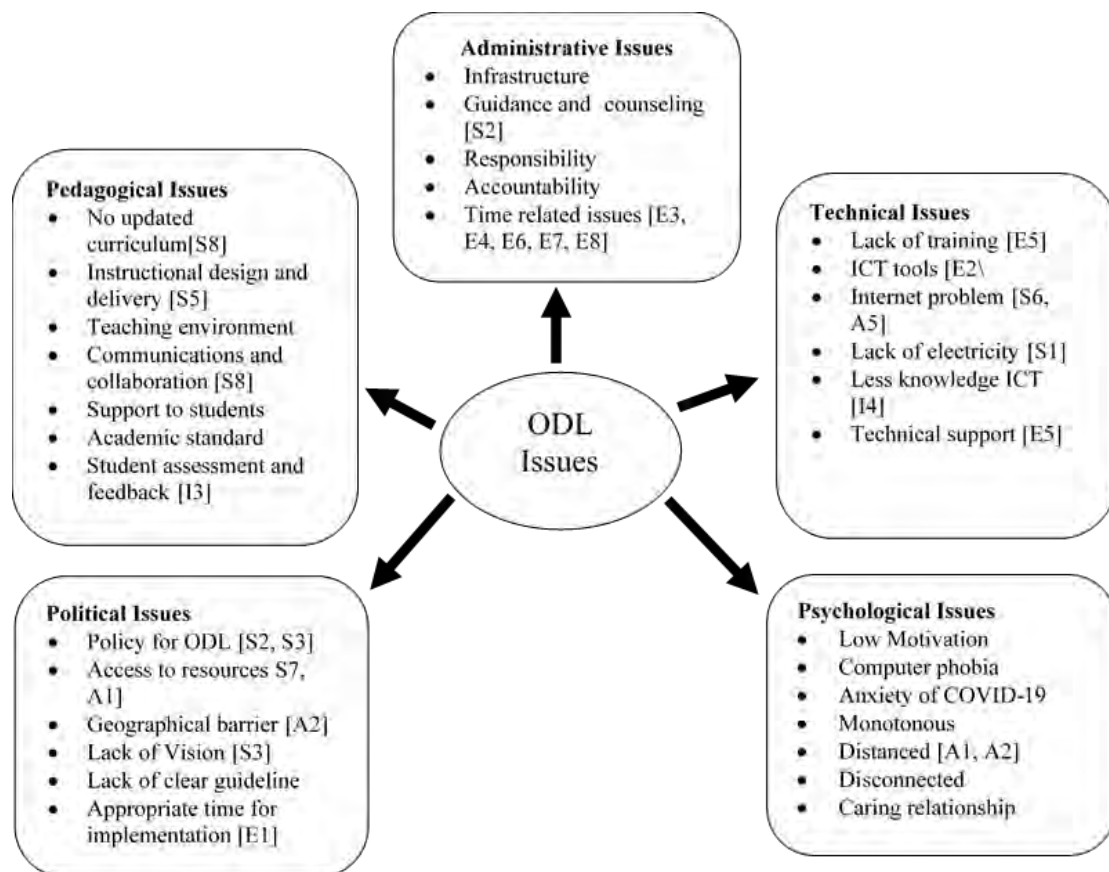 Administrative Issues
• Infrastructure
• Guidance and counseling
[S2]
• Responsibility
• Accountability
• Time related issues [E3,
E4, E6, E7, E8]
Pedagogical Issues
• No updated
curriculum[S8]
• Instructional design and
delivery [S5]
• Teaching environment
• Communications and
collaboration [S8]
• Support to students
• Academic standard
• Student assessment and
feedback [I3]
Technical Issues
• Lack of training [E5]
• ICT tools [E2\
• Internet problem [S6,
A5]
• Lack of electricity [S1]
• Less knowledge ICT
[I4]
• Technical support [E5]
ODL
Issues
Political Issues
• Policy for ODL [S2, S3]
• Access to resources S7,
A1]
• Geographical barrier [A2]
• Lack of Vision [S3]
• Lack of clear guideline
• Appropriate time for
implementation [E1]
Psychological Issues
• Low Motivation
• Computer phobia
• Anxiety of COVID-19
• Monotonous
• Distanced [A1, A2]
• Disconnected
• Caring relationship